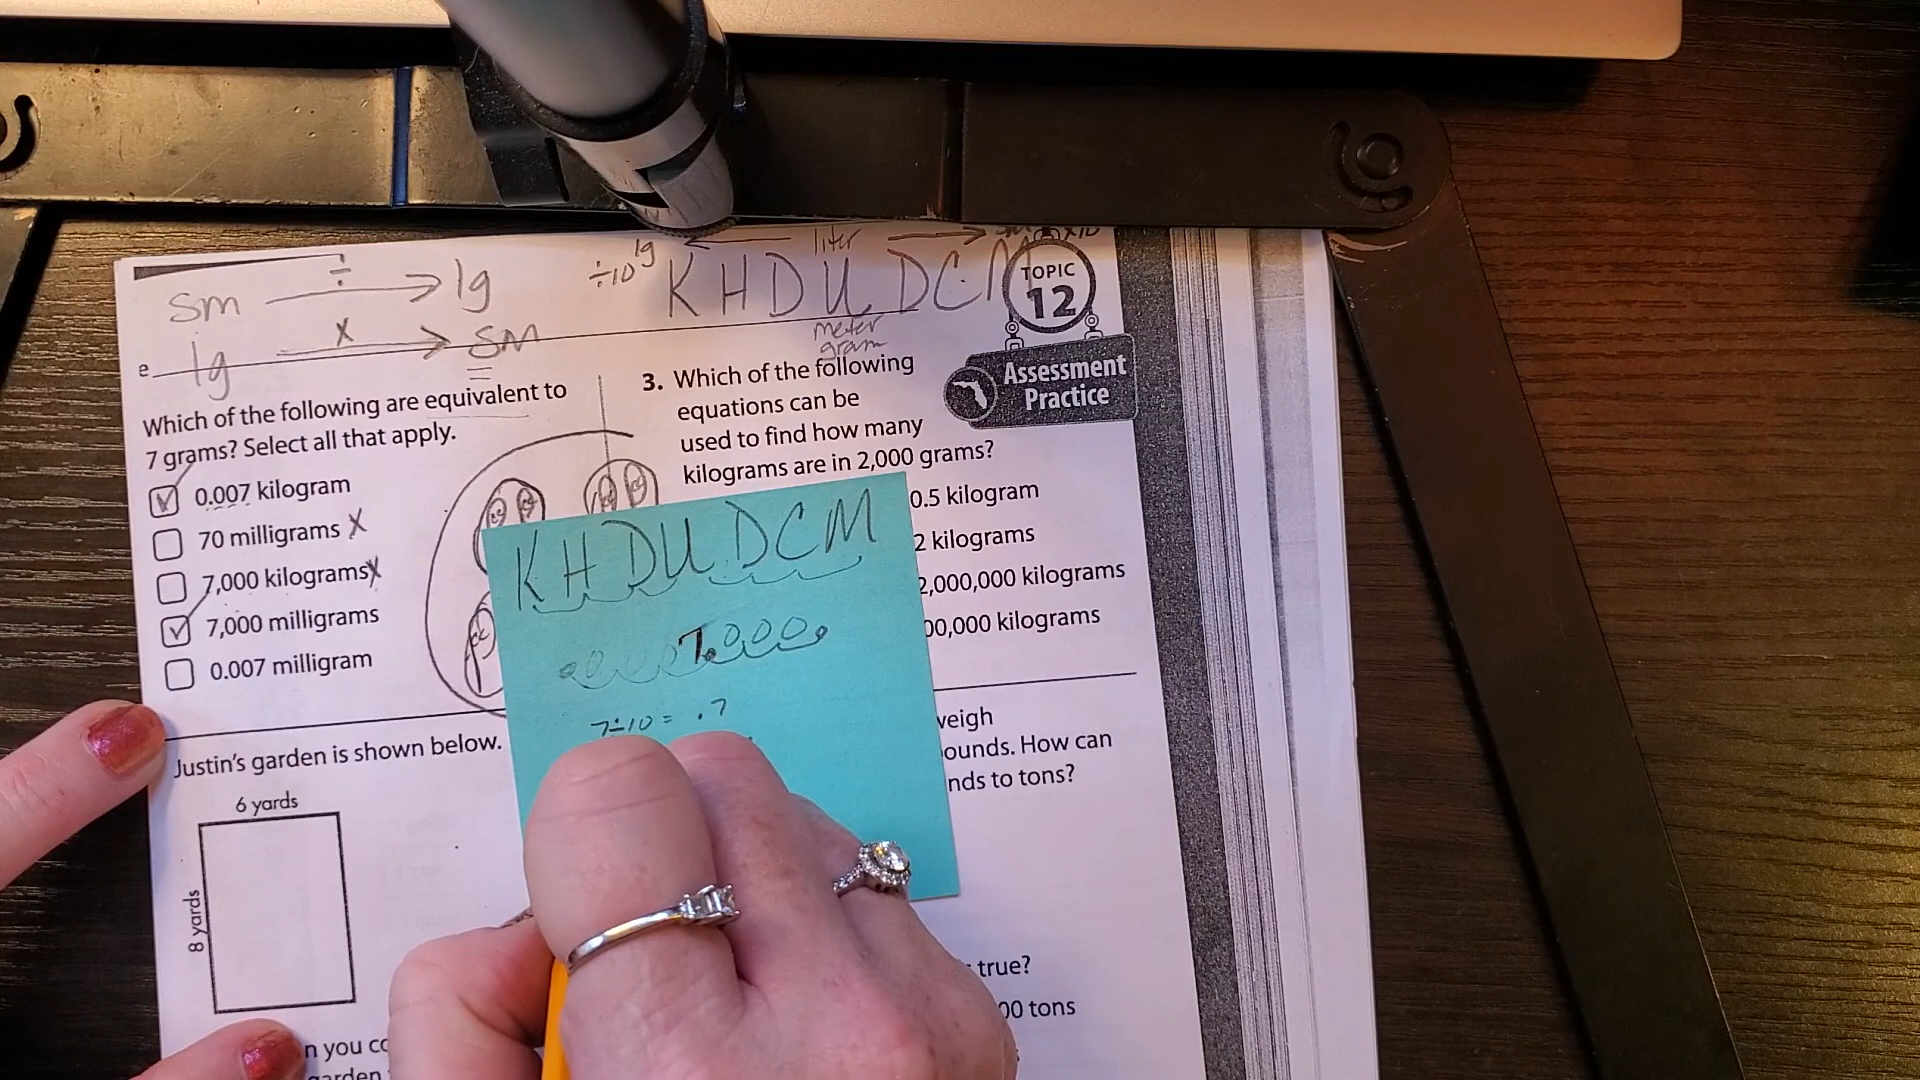 sm ÷ → lg
lg x → sm
÷10 lg ← liter → x10
K H D U D C M
meter
gram
TOPIC
12
Assessment
Practice
e
Which of the following are equivalent to
7 grams? Select all that apply.
0.007 kilogram
70 milligrams X
7,000 kilograms X
7,000 milligrams
0.007 milligram
3. Which of the following
equations can be
used to find how many
kilograms are in 2,000 grams?
0.5 kilogram
2 kilograms
2,000,000 kilograms
00,000 kilograms
K H D U D C M
7.000.
7÷10 = .7
Justin's garden is shown below.
6 yards
8 yards
n you co
garden
weigh
ounds. How can
nds to tons?
true?
00 tons